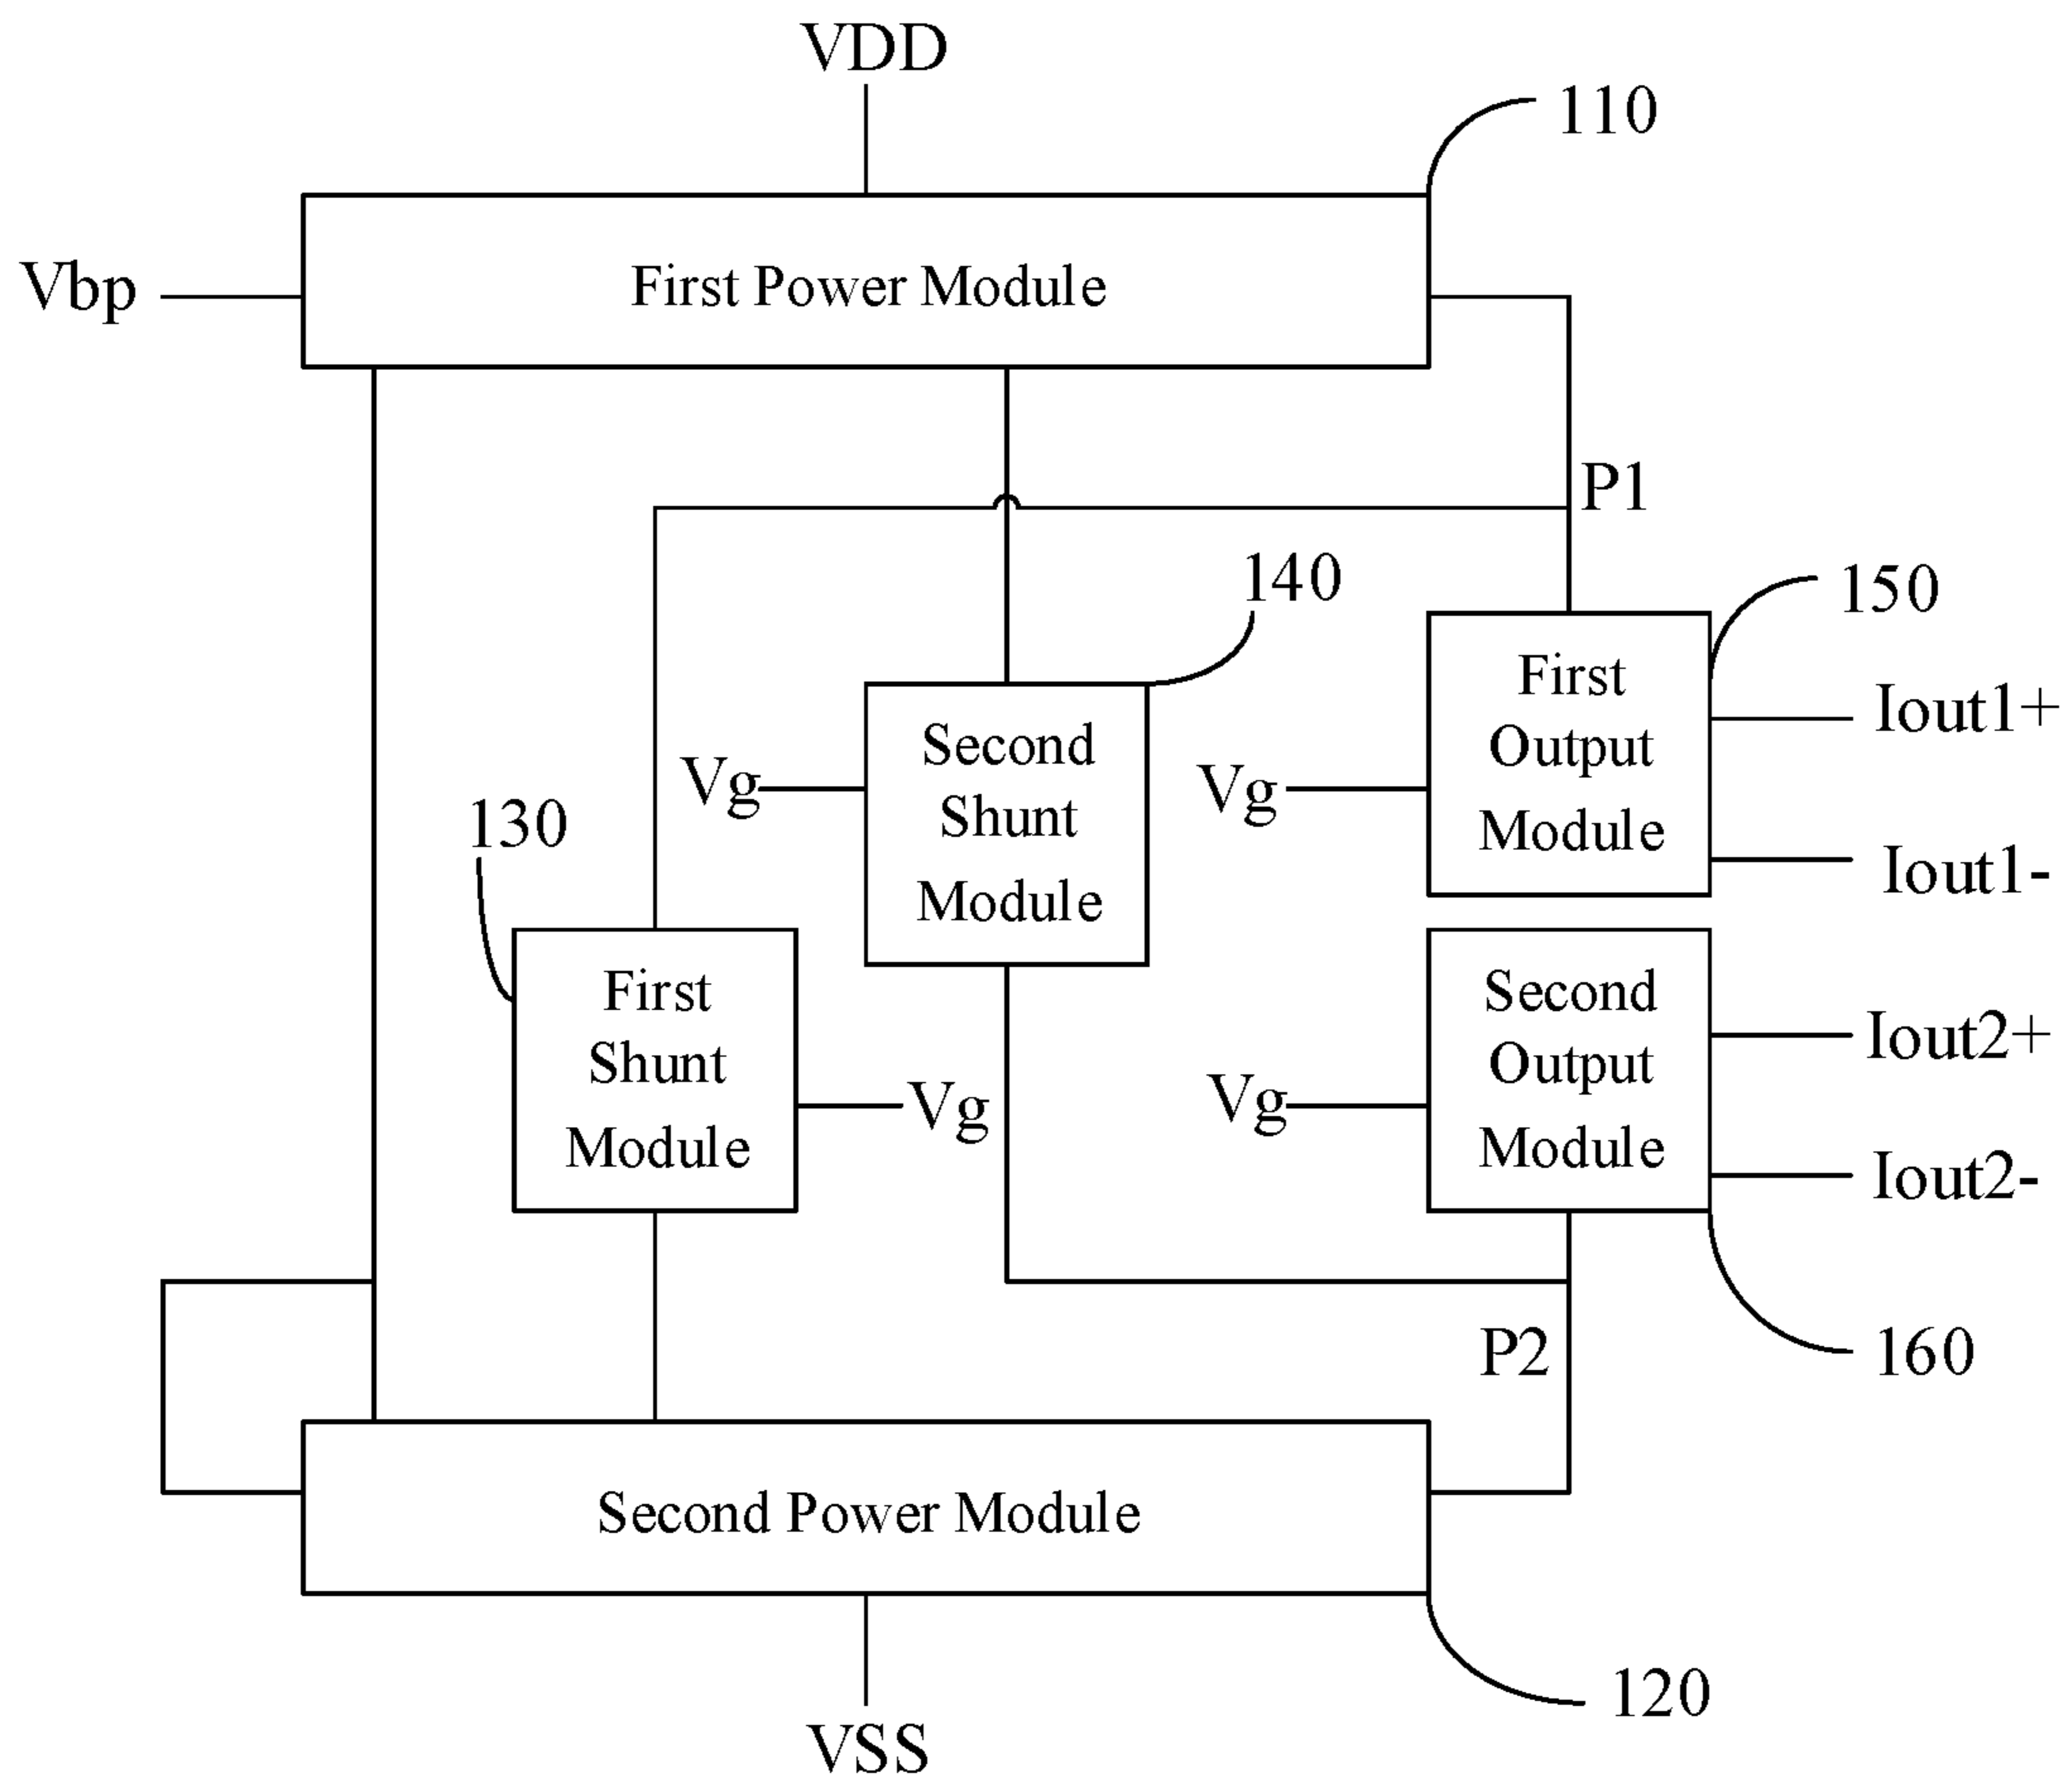 VDD
110
Vbp
First Power Module
P1
140
150
First
Output
Module
Iout1+
Iout1-
Vg
Second
Shunt
Module
Vg
130
First
Shunt
Module
Vg
Second
Output
Module
Vg
Iout2+
Iout2-
P2
160
Second Power Module
120
VSS